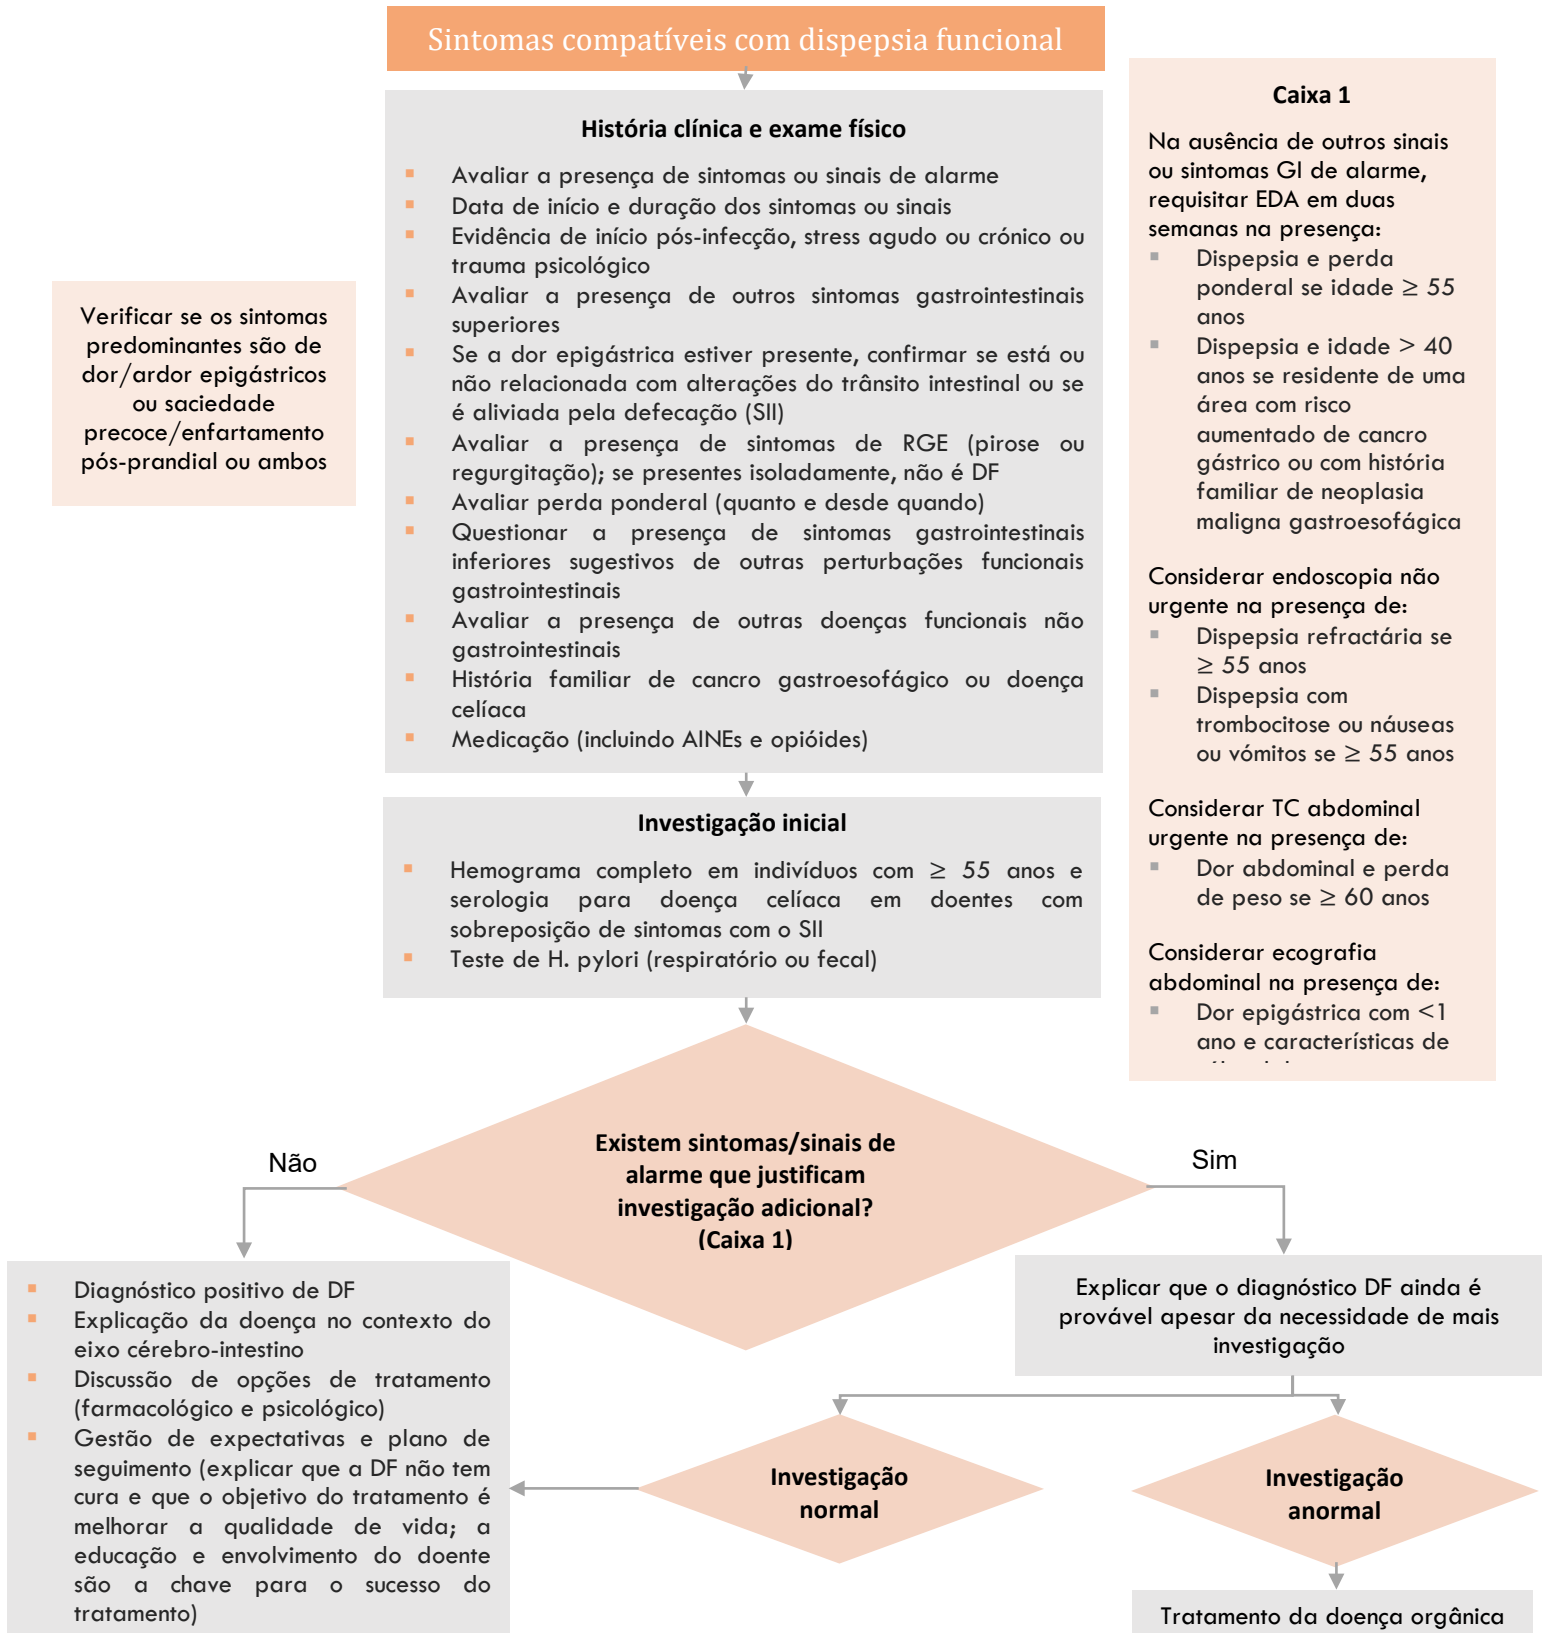 Sintomas compatíveis com dispepsia funcional
História clínica e exame físico
▪ Avaliar a presença de sintomas ou sinais de alarme
▪ Data de início e duração dos sintomas ou sinais
▪ Evidência de início pós-infecção, stress agudo ou crónico ou
trauma psicológico
▪ Avaliar a presença de outros sintomas gastrointestinais
superiores
▪ Se a dor epigástrica estiver presente, confirmar se está ou
não relacionada com alterações do trânsito intestinal ou se
é aliviada pela defecação (SII)
▪ Avaliar a presença de sintomas de RGE (pirose ou
regurgitação); se presentes isoladamente, não é DF
▪ Avaliar perda ponderal (quanto e desde quando)
▪ Questionar a presença de sintomas gastrointestinais
inferiores sugestivos de outras perturbações funcionais
gastrointestinais
▪ Avaliar a presença de outras doenças funcionais não
gastrointestinais
▪ História familiar de cancro gastroesofágico ou doença
celíaca
▪ Medicação (incluindo AINEs e opióides)
Verificar se os sintomas
predominantes são de
dor/ardor epigástricos
ou saciedade
precoce/enfartamento
pós-prandial ou ambos
Caixa 1
Na ausência de outros sinais
ou sintomas GI de alarme,
requisitar EDA em duas
semanas na presença:
▪ Dispepsia e perda
ponderal se idade ≥ 55
anos
▪ Dispepsia e idade > 40
anos se residente de uma
área com risco
aumentado de cancro
gástrico ou com história
familiar de neoplasia
maligna gastroesofágica
Considerar endoscopia não
urgente na presença de:
▪ Dispepsia refractária se
≥ 55 anos
▪ Dispepsia com
trombocitose ou náuseas
ou vómitos se ≥ 55 anos
Considerar TC abdominal
urgente na presença de:
▪ Dor abdominal e perda
de peso se ≥ 60 anos
Considerar ecografia
abdominal na presença de:
▪ Dor epigástrica com <1
ano e características de
Investigação inicial
▪ Hemograma completo em indivíduos com ≥ 55 anos e
serologia para doença celíaca em doentes com
sobreposição de sintomas com o SII
▪ Teste de H. pylori (respiratório ou fecal)
Existem sintomas/sinais de
alarme que justificam
investigação adicional?
(Caixa 1)
Não
Sim
▪ Diagnóstico positivo de DF
▪ Explicação da doença no contexto do
eixo cérebro-intestino
▪ Discussão de opções de tratamento
(farmacológico e psicológico)
▪ Gestão de expectativas e plano de
seguimento (explicar que a DF não tem
cura e que o objetivo do tratamento é
melhorar a qualidade de vida; a
educação e envolvimento do doente
são a chave para o sucesso do
tratamento)
Explicar que o diagnóstico DF ainda é
provável apesar da necessidade de mais
investigação
Investigação
normal
Investigação
anormal
Tratamento da doença orgânica